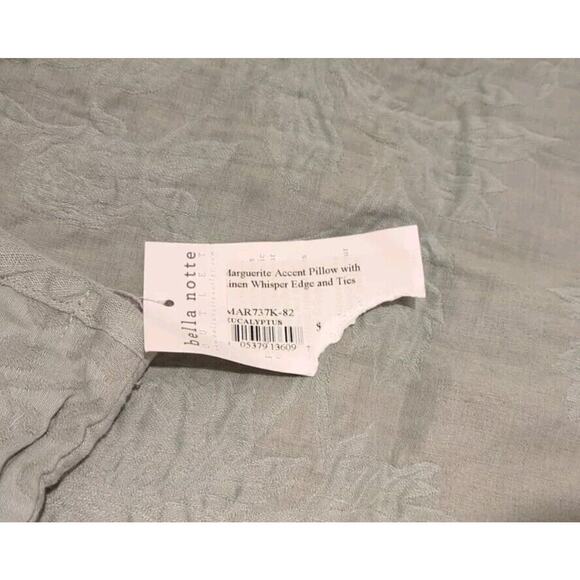 bella notte
OUTLET
Marguerite Accent Pillow with
Linen Whisper Edge and Ties
MAR737K-82
EUCALYPTUS
$
05379 13609